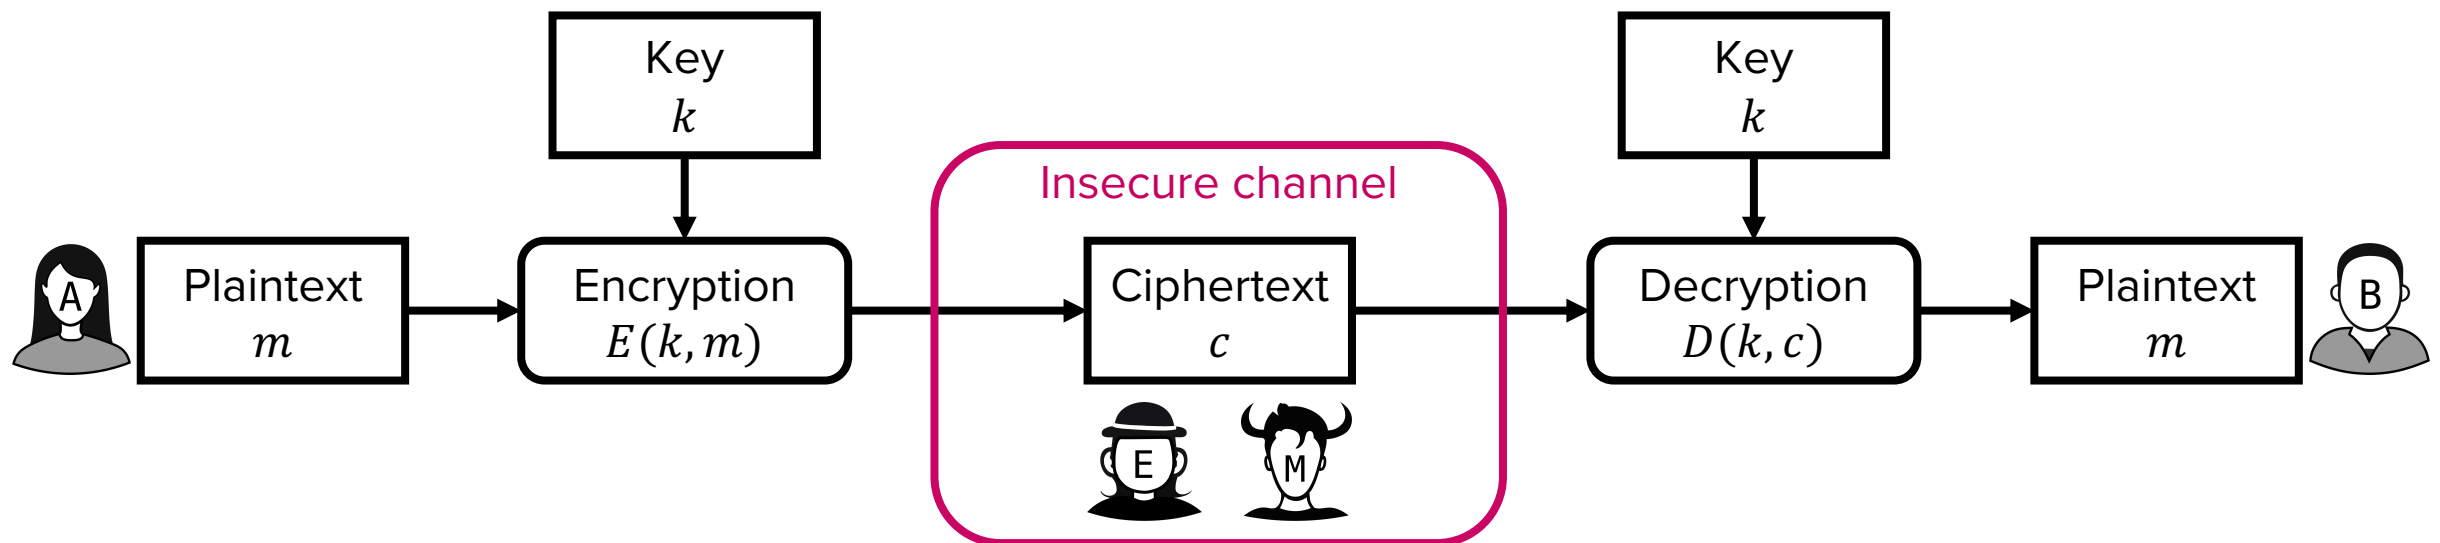 Key
k
Key
k
Insecure channel
A
Plaintext
m
Encryption
E(k,m)
Ciphertext
c
Decryption
D(k,c)
Plaintext
m
B
E
M